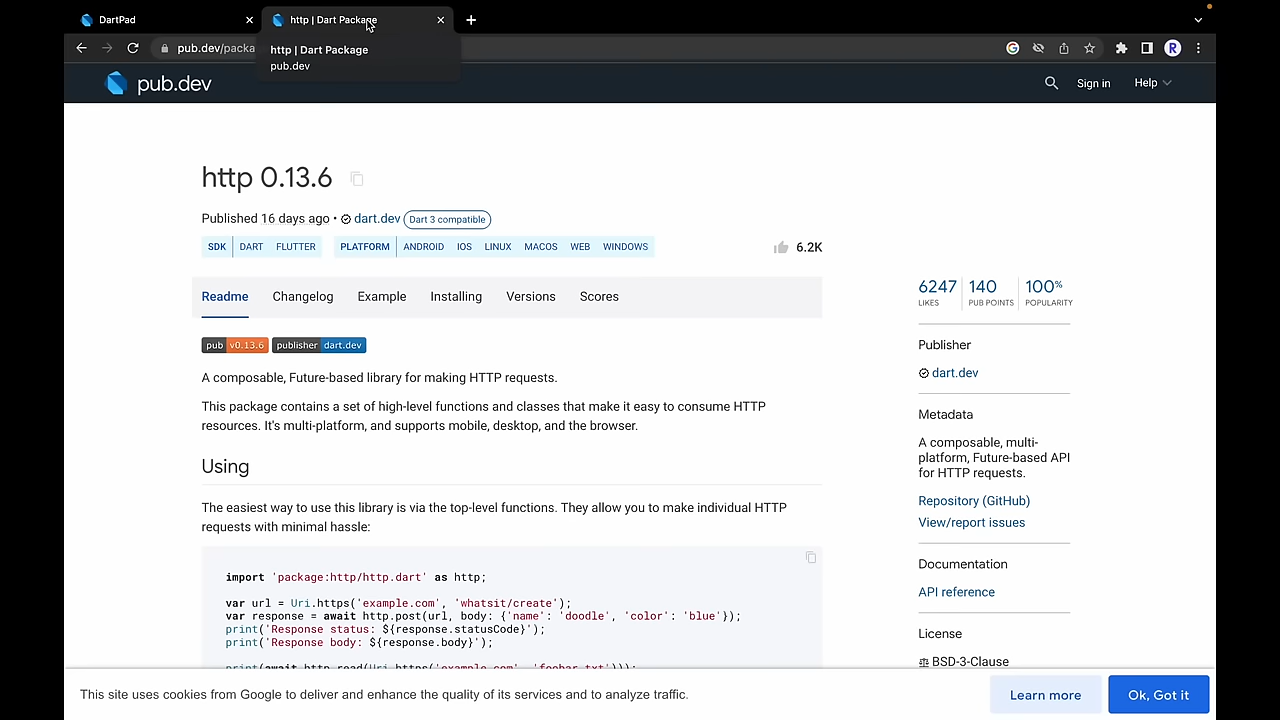 DartPad
http | Dart Package
pub.dev/packa
http | Dart Package
pub.dev
R
pub.dev
Sign in
Help
http 0.13.6
Published 16 days ago • dart.dev Dart 3 compatible
SDK DART FLUTTER PLATFORM ANDROID IOS LINUX MACOS WEB WINDOWS
6.2K
Readme Changelog Example Installing Versions Scores
pub v0.13.6 publisher dart.dev
A composable, Future-based library for making HTTP requests.
This package contains a set of high-level functions and classes that make it easy to consume HTTP
resources. It's multi-platform, and supports mobile, desktop, and the browser.
Using
The easiest way to use this library is via the top-level functions. They allow you to make individual HTTP
requests with minimal hassle:
import 'package:http/http.dart' as http;
var url = Uri.https('example.com', 'whatsit/create');
var response = await http.post(url, body: {'name': 'doodle', 'color': 'blue'});
print('Response status: ${response.statusCode}');
print('Response body: ${response.body}');
print(await http.read(Uri.https('example.com', 'foobar.txt')));
6247 140 100%
LIKES PUB POINTS POPULARITY
Publisher
dart.dev
Metadata
A composable, multi-
platform, Future-based API
for HTTP requests.
Repository (GitHub)
View/report issues
Documentation
API reference
License
BSD-3-Clause
This site uses cookies from Google to deliver and enhance the quality of its services and to analyze traffic.
Learn more
Ok, Got it